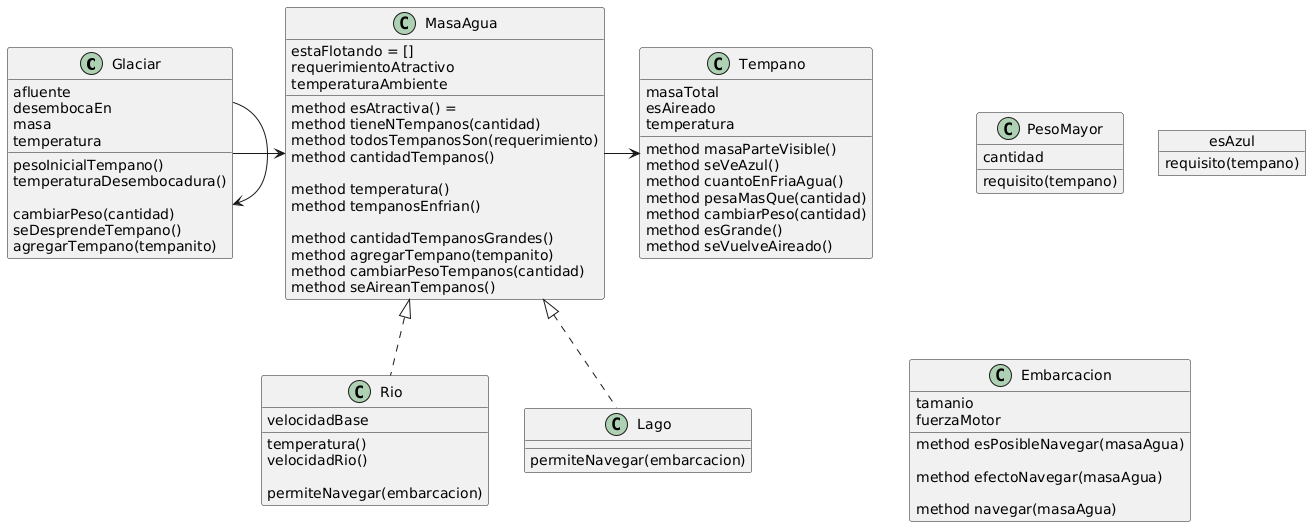 C Glaciar
afluente
desembocaEn
masa
temperatura
pesoInicialTempano()
temperaturaDesembocadura()
cambiarPeso(cantidad)
seDesprendeTempano()
agregarTempano(tempanito)
C MasaAgua
estaFlotando = []
requerimientoAtractivo
temperaturaAmbiente
method esAtractiva() =
method tieneNTempanos(cantidad)
method todosTempanosSon(requerimiento)
method cantidadTempanos()
method temperatura()
method tempanosEnfrian()
method cantidadTempanosGrandes()
method agregarTempano(tempanito)
method cambiarPesoTempanos(cantidad)
method seAireanTempanos()
C Tempano
masaTotal
esAireado
temperatura
method masaParteVisible()
method seVeAzul()
method cuantoEnFriaAgua()
method pesaMasQue(cantidad)
method cambiarPeso(cantidad)
method esGrande()
method seVuelveAireado()
C PesoMayor
cantidad
requisito(tempano)
esAzul
requisito(tempano)
C Rio
velocidadBase
temperatura()
velocidadRio()
permiteNavegar(embarcacion)
C Lago
permiteNavegar(embarcacion)
C Embarcacion
tamanio
fuerzaMotor
method esPosibleNavegar(masaAgua)
method efectoNavegar(masaAgua)
method navegar(masaAgua)